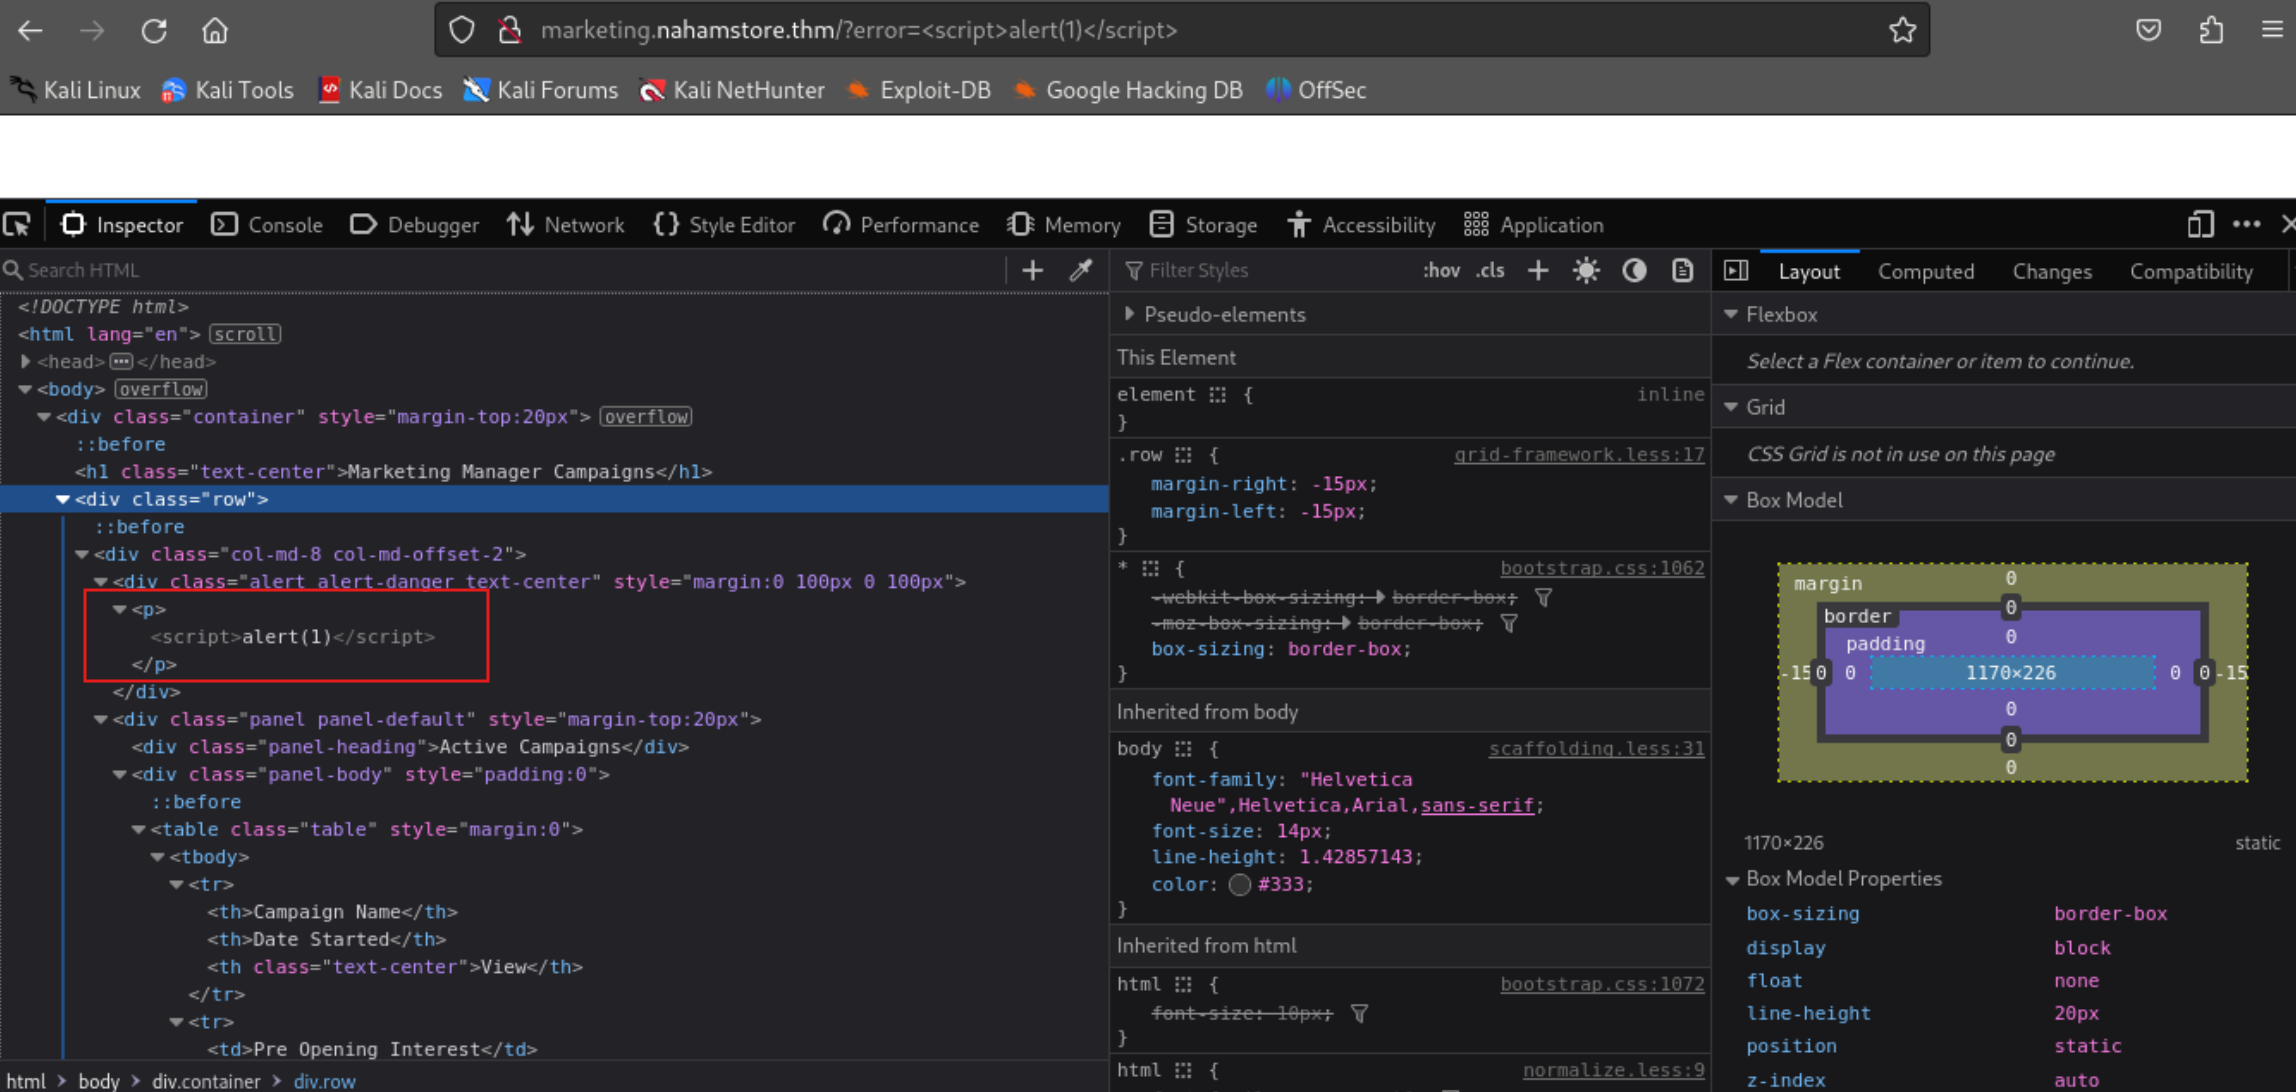 marketing.nahamstore.thm/?error=<script>alert(1)</script>
Kali Linux Kali Tools Kali Docs Kali Forums Kali NetHunter Exploit-DB Google Hacking DB OffSec
Inspector Console Debugger Network Style Editor Performance Memory Storage Accessibility Application
Search HTML
<!DOCTYPE html>
<html lang="en"> scroll
<head> ••• </head>
<body> overflow
<div class="container" style="margin-top:20px"> overflow
::before
<h1 class="text-center">Marketing Manager Campaigns</h1>
<div class="row">
::before
<div class="col-md-8 col-md-offset-2">
<div class="alert alert-danger text-center" style="margin:0 100px 0 100px">
<p>
<script>alert(1)</script>
</p>
</div>
<div class="panel panel-default" style="margin-top:20px">
<div class="panel-heading">Active Campaigns</div>
<div class="panel-body" style="padding:0">
::before
<table class="table" style="margin:0">
<tbody>
<tr>
<th>Campaign Name</th>
<th>Date Started</th>
<th class="text-center">View</th>
</tr>
<tr>
<td>Pre Opening Interest</td>
html > body > div.container > div.row
Filter Styles :hov .cls
Pseudo-elements
This Element
element { inline
}
.row { grid-framework.less:17
margin-right: -15px;
margin-left: -15px;
}
* { bootstrap.css:1062
-webkit-box-sizing: border-box;
-moz-box-sizing: border-box;
box-sizing: border-box;
}
Inherited from body
body { scaffolding.less:31
font-family: "Helvetica
Neue",Helvetica,Arial,sans-serif;
font-size: 14px;
line-height: 1.42857143;
color: #333;
}
Inherited from html
html { bootstrap.css:1072
font-size: 10px;
}
html { normalize.less:9
Layout Computed Changes Compatibility
Flexbox
Select a Flex container or item to continue.
Grid
CSS Grid is not in use on this page
Box Model
margin 0
border 0
padding 0
-15 0 0 1170×226 0 0 -15
0
0
0
1170×226 static
Box Model Properties
box-sizing border-box
display block
float none
line-height 20px
position static
z-index auto